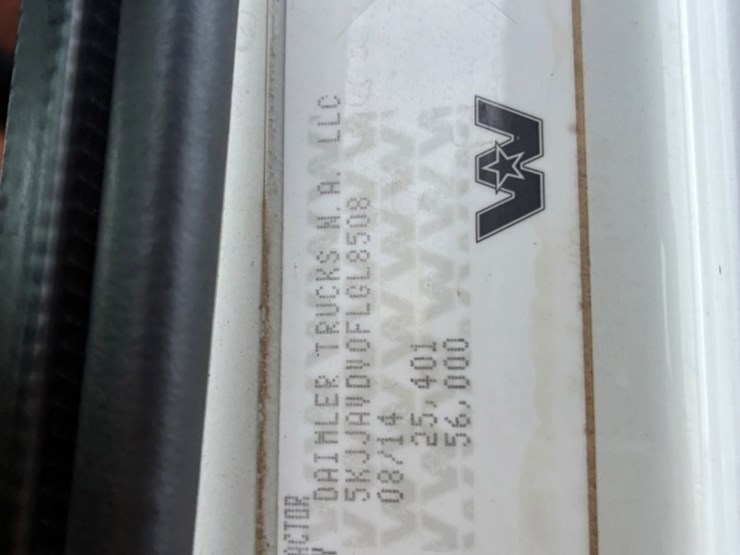 ACTOR
DAIMLER TRUCKS N.A. LLC
5KJJAVDV0FLGL8508
08/14
25,401
56,000